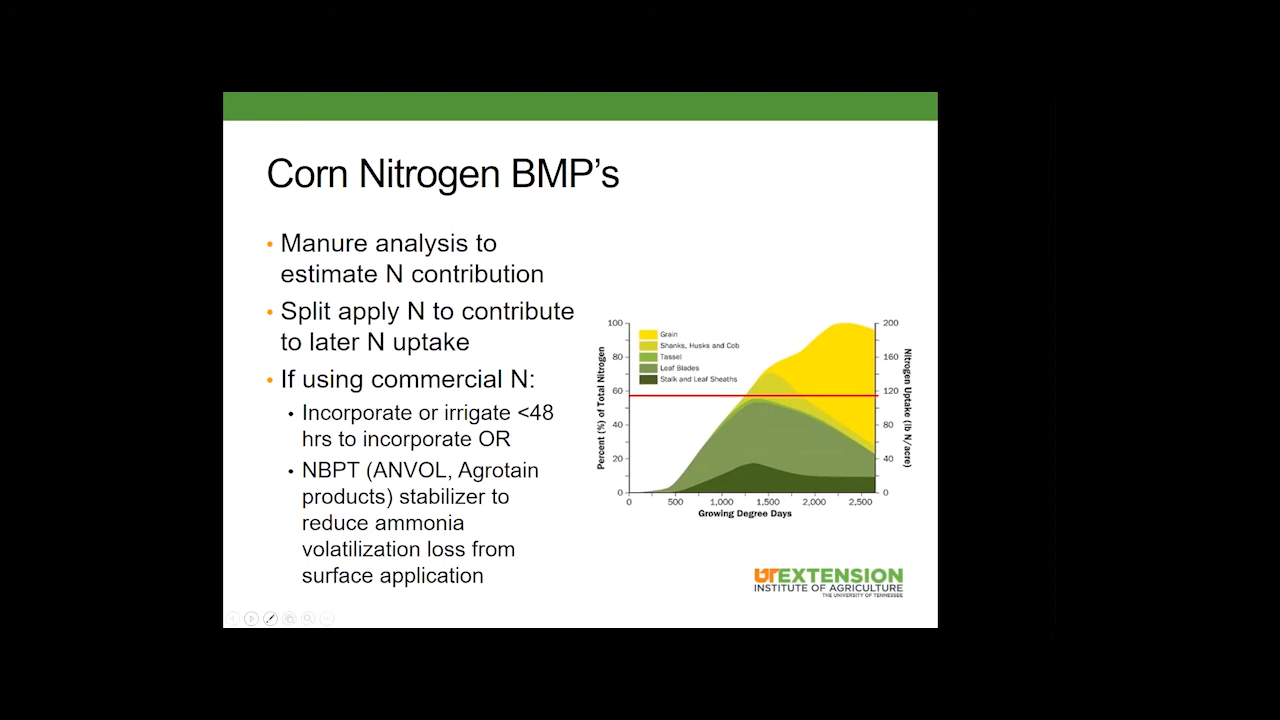 Corn Nitrogen BMP's
• Manure analysis to
estimate N contribution
• Split apply N to contribute
to later N uptake
• If using commercial N:
• Incorporate or irrigate <48
hrs to incorporate OR
• NBPT (ANVOL, Agrotain
products) stabilizer to
reduce ammonia
volatilization loss from
surface application
Percent (%) of Total Nitrogen
100
80
60
40
20
0
Grain
Shanks, Husks and Cob
Tassel
Leaf Blades
Stalk and Leaf Sheaths
200
160
120
80
40
0
Nitrogen Uptake (lb N/acre)
0 500 1,000 1,500 2,000 2,500
Growing Degree Days
UT EXTENSION
INSTITUTE OF AGRICULTURE
THE UNIVERSITY OF TENNESSEE